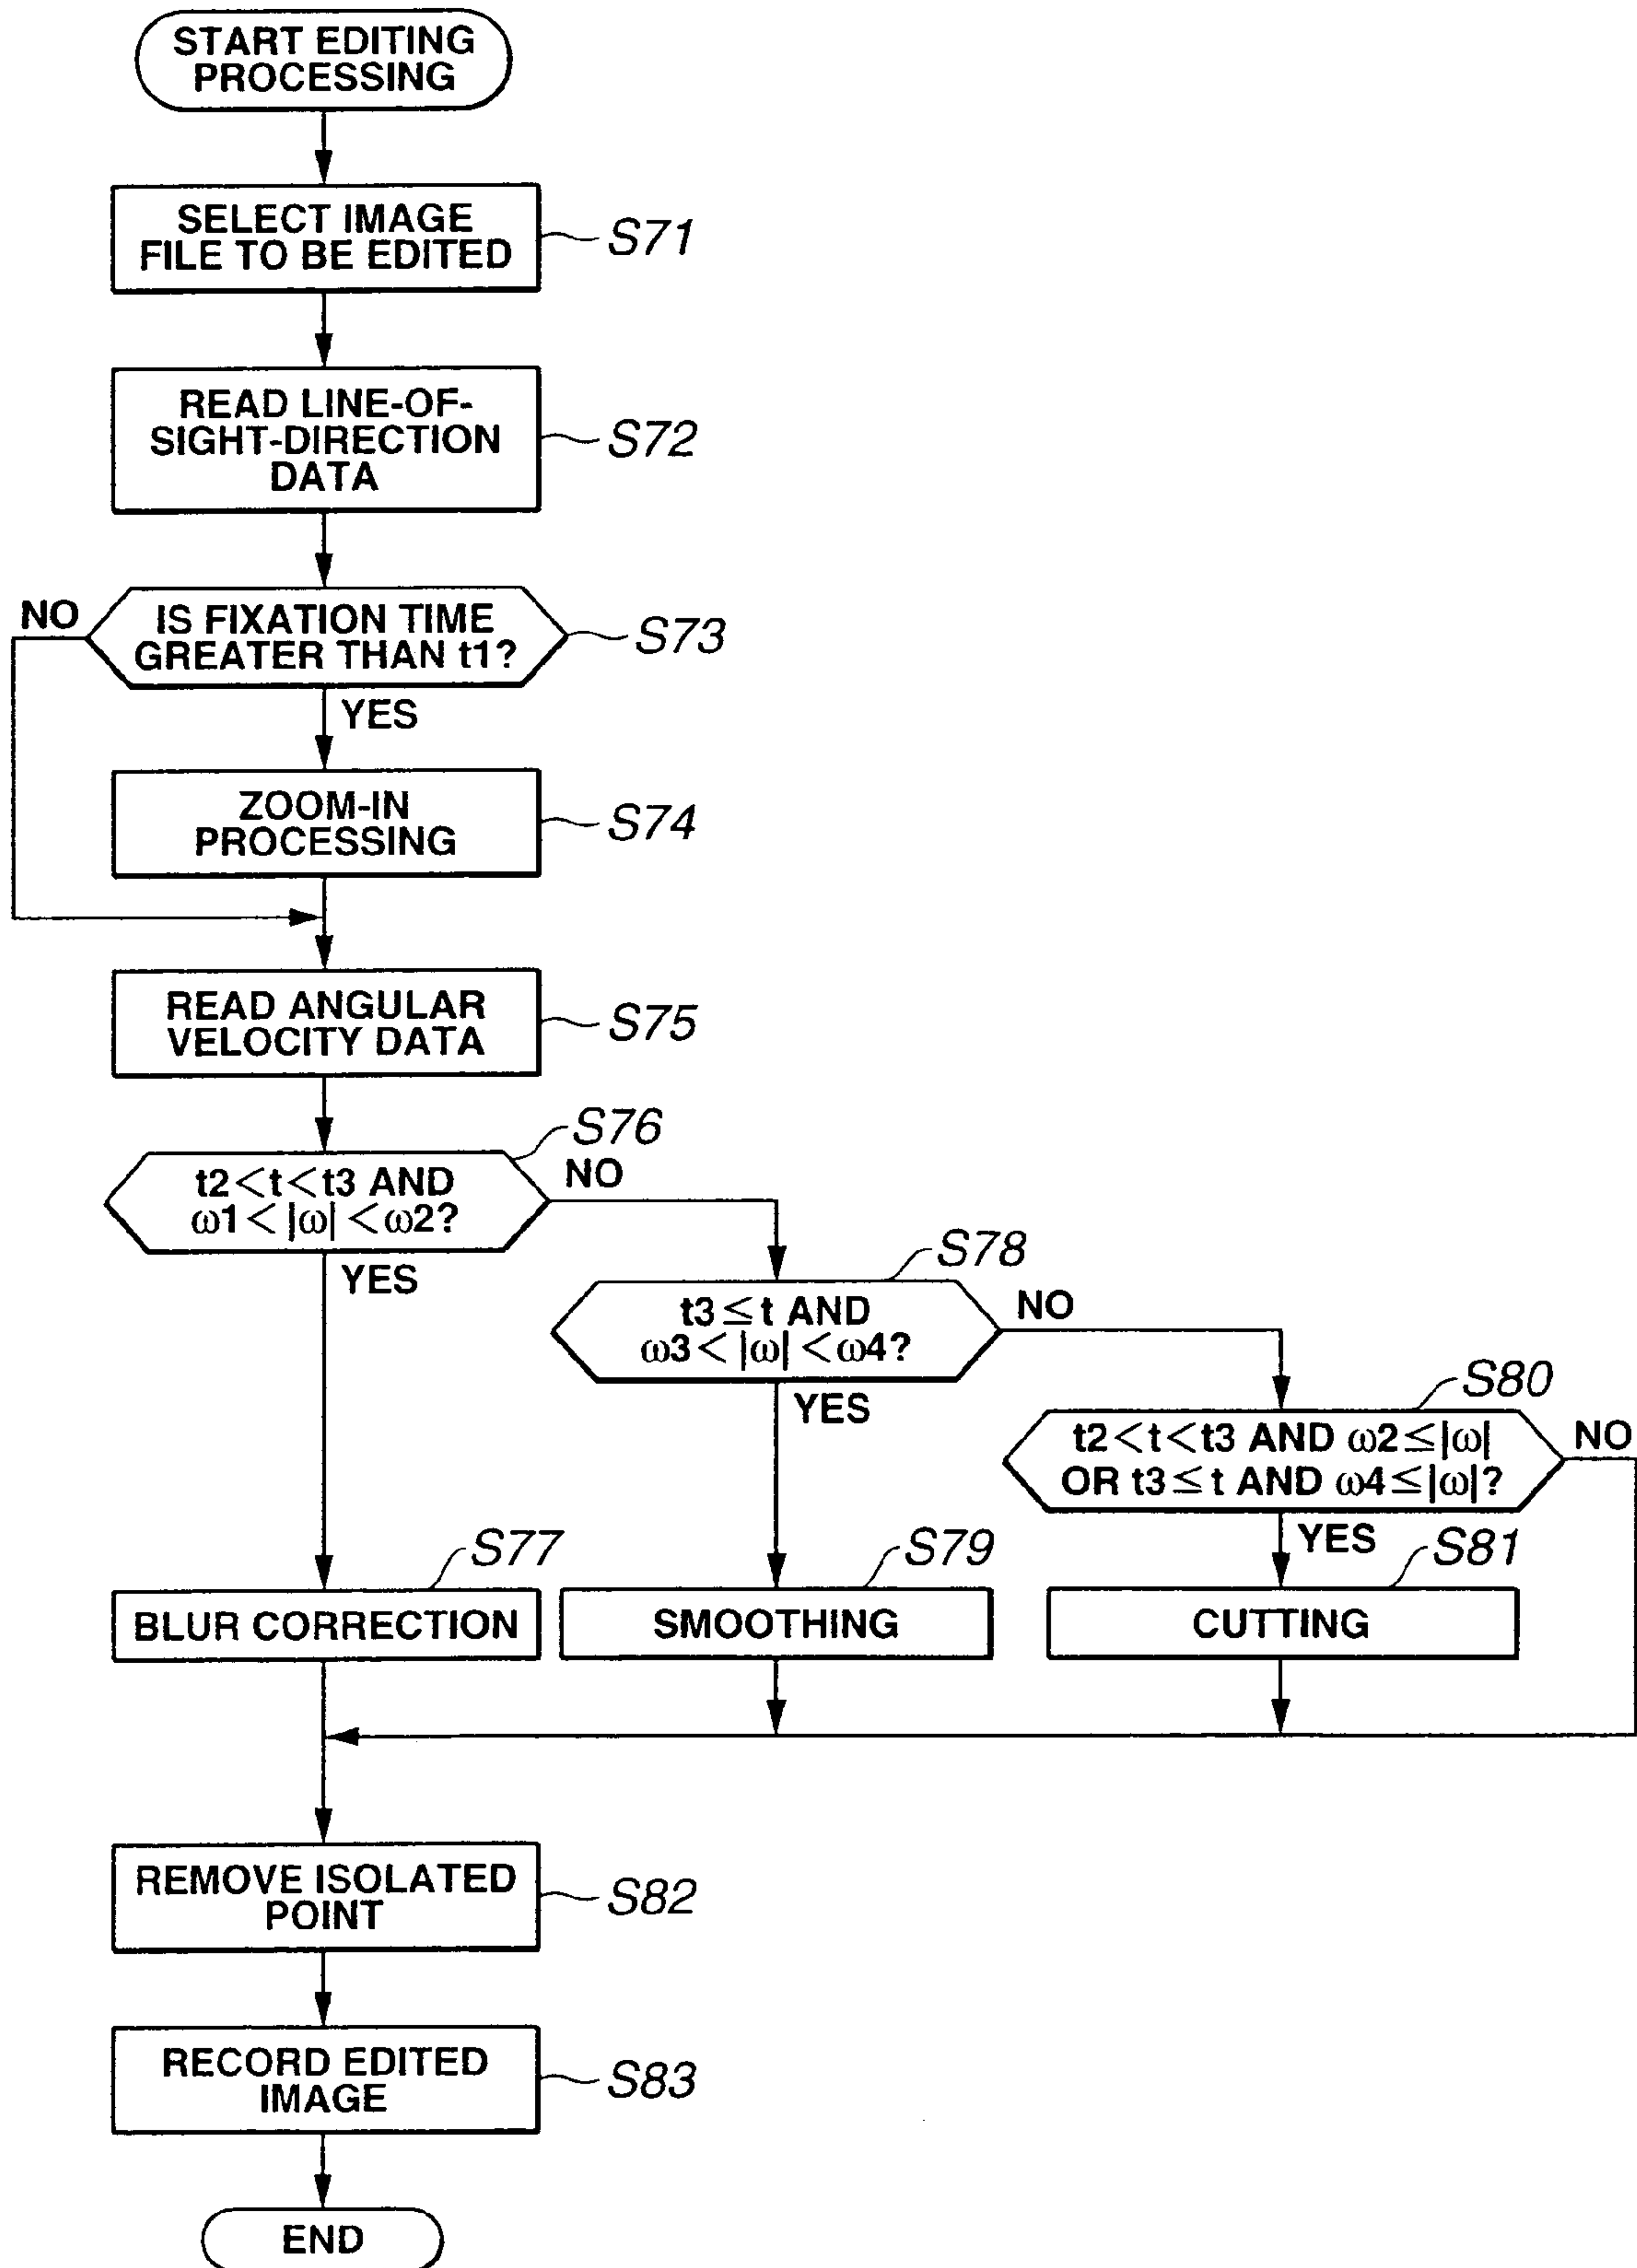 START EDITING
PROCESSING
SELECT IMAGE
FILE TO BE EDITED
S71
READ LINE-OF-
SIGHT-DIRECTION
DATA
S72
NO
IS FIXATION TIME
GREATER THAN t1?
S73
YES
ZOOM-IN
PROCESSING
S74
READ ANGULAR
VELOCITY DATA
S75
S76
t2<t<t3 AND
ω1<|ω|<ω2?
NO
YES
S78
t3≦t AND
ω3<|ω|<ω4?
NO
YES
S80
t2<t<t3 AND ω2≦|ω|
OR t3≦t AND ω4≦|ω|?
NO
YES
S77
BLUR CORRECTION
S79
SMOOTHING
S81
CUTTING
REMOVE ISOLATED
POINT
S82
RECORD EDITED
IMAGE
S83
END